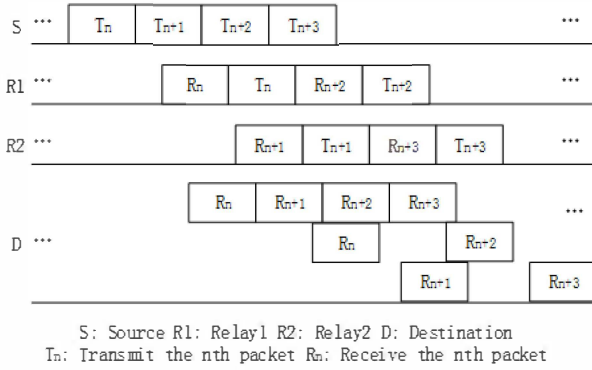 S ... Tn Tn+1 Tn+2 Tn+3 ...
R1 ... Rn Tn Rn+2 Tn+2 ...
R2 ... Rn+1 Tn+1 Rn+3 Tn+3 ...
Rn Rn+1 Rn+2 Rn+3 ...
D ... Rn Rn+2
Rn+1 Rn+3
S: Source R1: Relay1 R2: Relay2 D: Destination
Tn: Transmit the nth packet Rn: Receive the nth packet